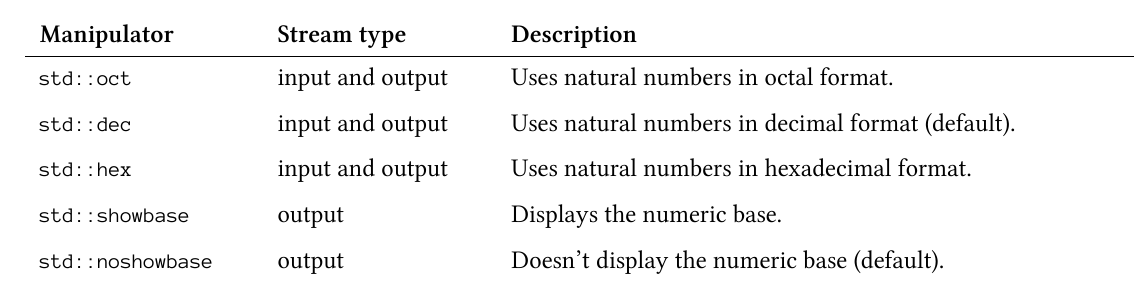 Manipulator Stream type Description
std::oct input and output Uses natural numbers in octal format.
std::dec input and output Uses natural numbers in decimal format (default).
std::hex input and output Uses natural numbers in hexadecimal format.
std::showbase output Displays the numeric base.
std::noshowbase output Doesn’t display the numeric base (default).